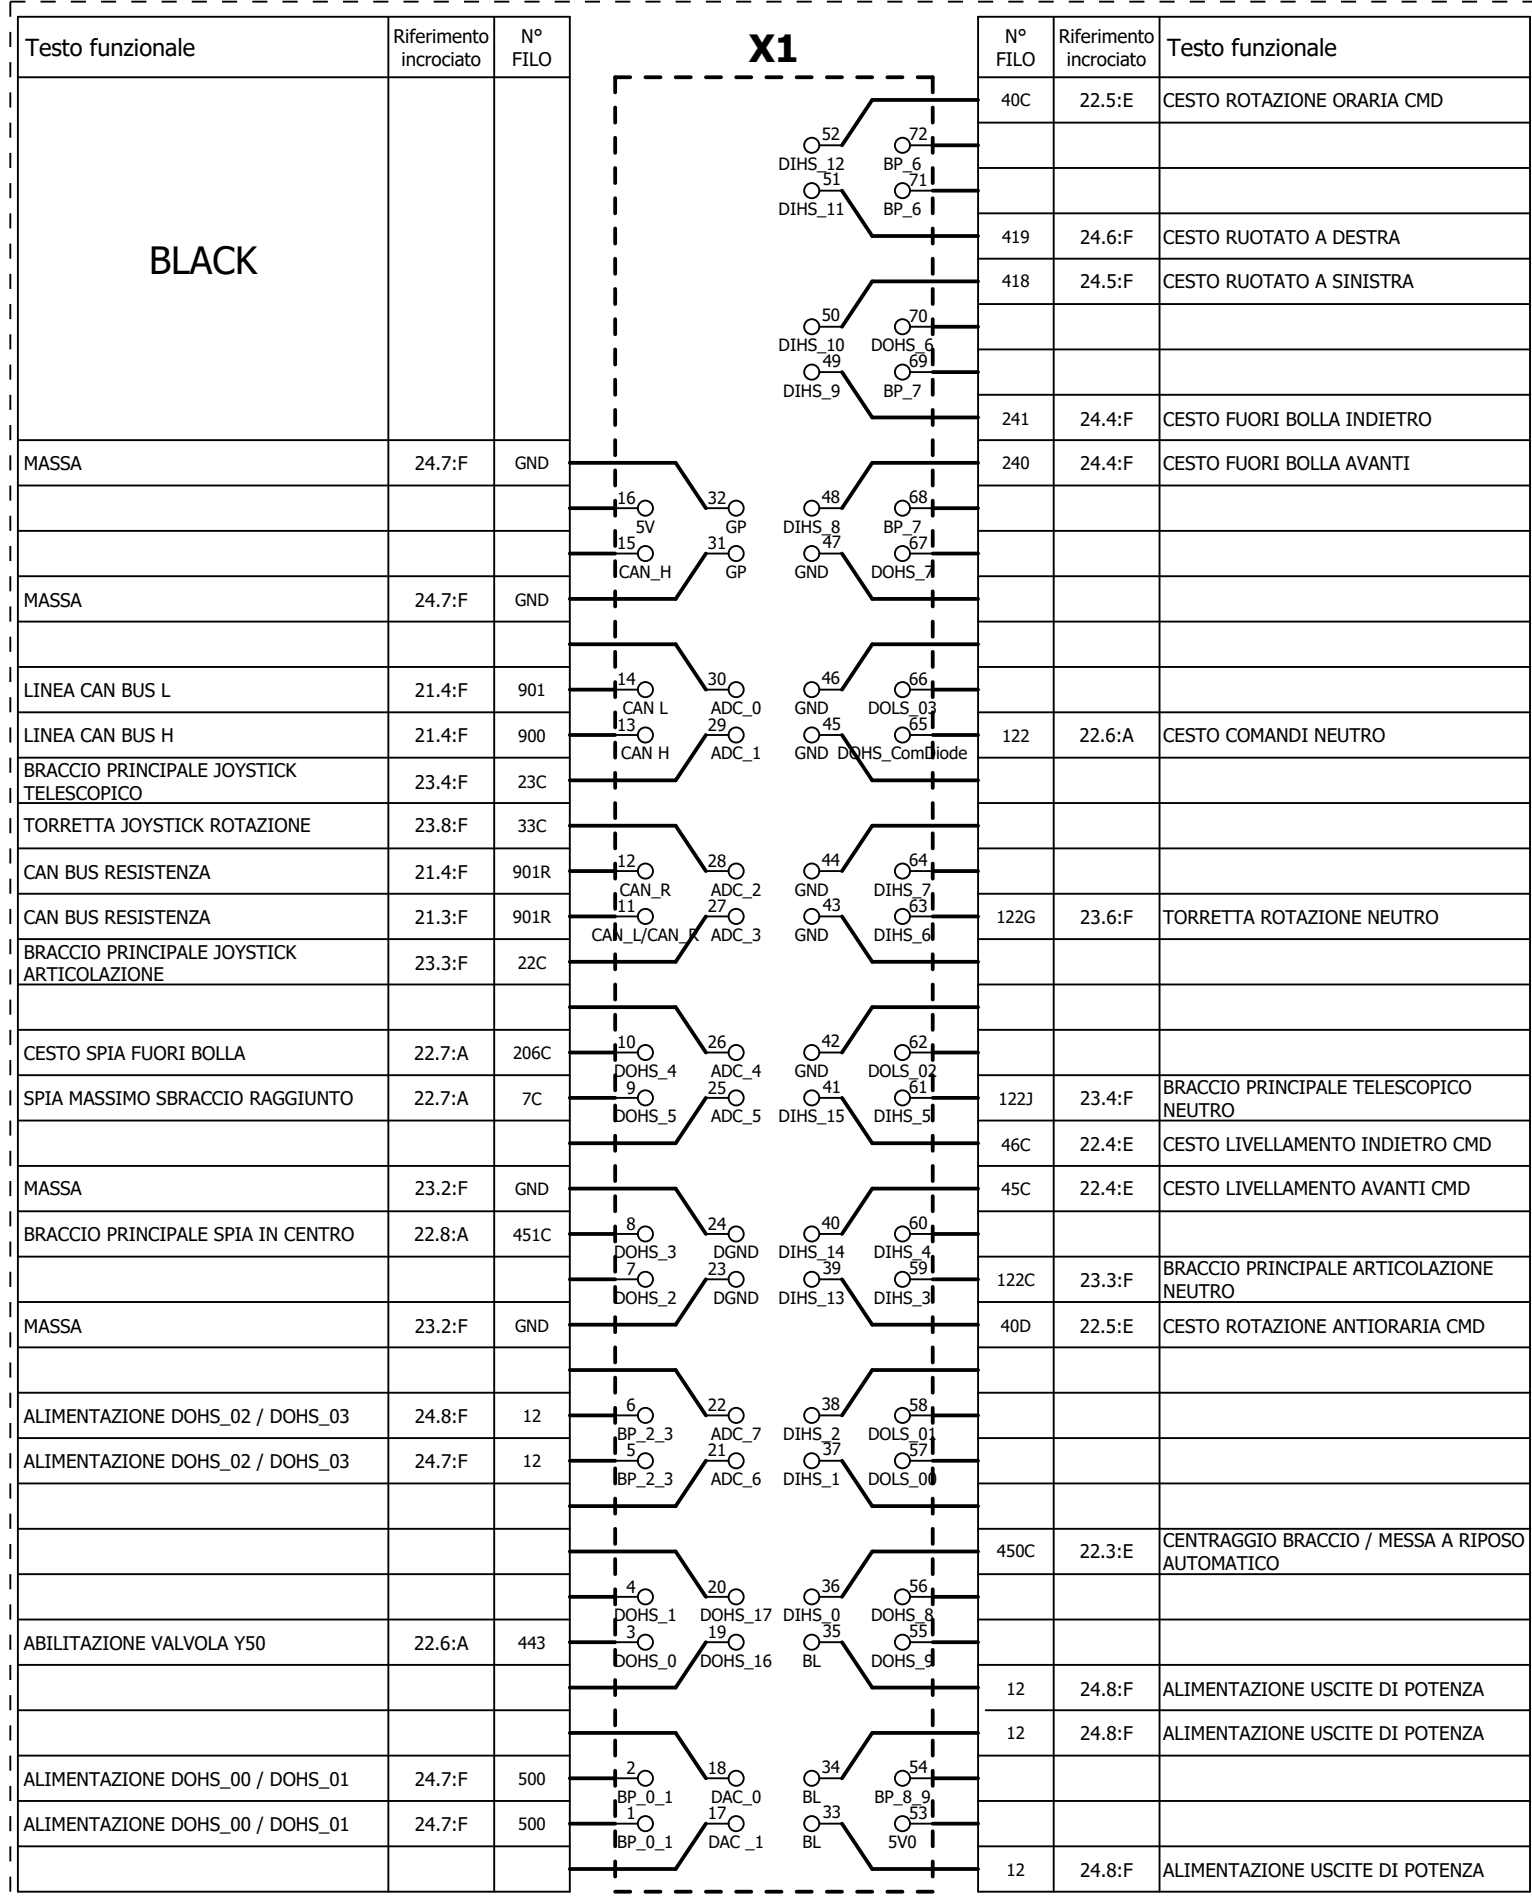 Testo funzionale
Riferimento incrociato
N° FILO
X1
N° FILO
Riferimento incrociato
Testo funzionale
BLACK
40C 22.5:E CESTO ROTAZIONE ORARIA CMD
52 DIHS_12 72 BP_6
51 DIHS_11 71 BP_6
419 24.6:F CESTO RUOTATO A DESTRA
418 24.5:F CESTO RUOTATO A SINISTRA
50 DIHS_10 70 DOHS_6
49 DIHS_9 69 BP_7
241 24.4:F CESTO FUORI BOLLA INDIETRO
MASSA 24.7:F GND
240 24.4:F CESTO FUORI BOLLA AVANTI
16 5V 32 GP 48 DIHS_8 68 BP_7
15 CAN_H 31 GP 47 GND 67 DOHS_7
MASSA 24.7:F GND
LINEA CAN BUS L 21.4:F 901
14 CAN L 30 ADC_0 46 GND 66 DOLS_03
LINEA CAN BUS H 21.4:F 900
13 CAN H 29 ADC_1 45 GND 65 DOHS_ComDiode
122 22.6:A CESTO COMANDI NEUTRO
BRACCIO PRINCIPALE JOYSTICK
TELESCOPICO 23.4:F 23C
TORRETTA JOYSTICK ROTAZIONE 23.8:F 33C
CAN BUS RESISTENZA 21.4:F 901R
12 CAN_R 28 ADC_2 44 GND 64 DIHS_7
CAN BUS RESISTENZA 21.3:F 901R
11 CAN_L/CAN_R 27 ADC_3 43 GND 63 DIHS_6
122G 23.6:F TORRETTA ROTAZIONE NEUTRO
BRACCIO PRINCIPALE JOYSTICK
ARTICOLAZIONE 23.3:F 22C
CESTO SPIA FUORI BOLLA 22.7:A 206C
10 DOHS_4 26 ADC_4 42 GND 62 DOLS_02
SPIA MASSIMO SBRACCIO RAGGIUNTO 22.7:A 7C
9 DOHS_5 25 ADC_5 41 DIHS_15 61 DIHS_5
122J 23.4:F BRACCIO PRINCIPALE TELESCOPICO
NEUTRO
46C 22.4:E CESTO LIVELLAMENTO INDIETRO CMD
MASSA 23.2:F GND
45C 22.4:E CESTO LIVELLAMENTO AVANTI CMD
BRACCIO PRINCIPALE SPIA IN CENTRO 22.8:A 451C
8 DOHS_3 24 DGND 40 DIHS_14 60 DIHS_4
7 DOHS_2 23 DGND 39 DIHS_13 59 DIHS_3
122C 23.3:F BRACCIO PRINCIPALE ARTICOLAZIONE
NEUTRO
MASSA 23.2:F GND
40D 22.5:E CESTO ROTAZIONE ANTIORARIA CMD
ALIMENTAZIONE DOHS_02 / DOHS_03 24.8:F 12
6 BP_2_3 22 ADC_7 38 DIHS_2 58 DOLS_01
ALIMENTAZIONE DOHS_02 / DOHS_03 24.7:F 12
5 BP_2_3 21 ADC_6 37 DIHS_1 57 DOLS_00
450C 22.3:E CENTRAGGIO BRACCIO / MESSA A RIPOSO
AUTOMATICO
4 DOHS_1 20 DOHS_17 36 DIHS_0 56 DOHS_8
ABILITAZIONE VALVOLA Y50 22.6:A 443
3 DOHS_0 19 DOHS_16 35 BL 55 DOHS_9
12 24.8:F ALIMENTAZIONE USCITE DI POTENZA
12 24.8:F ALIMENTAZIONE USCITE DI POTENZA
ALIMENTAZIONE DOHS_00 / DOHS_01 24.7:F 500
2 BP_0_1 18 DAC_0 34 BL 54 BP_8_9
ALIMENTAZIONE DOHS_00 / DOHS_01 24.7:F 500
1 BP_0_1 17 DAC _1 33 BL 53 5V0
12 24.8:F ALIMENTAZIONE USCITE DI POTENZA